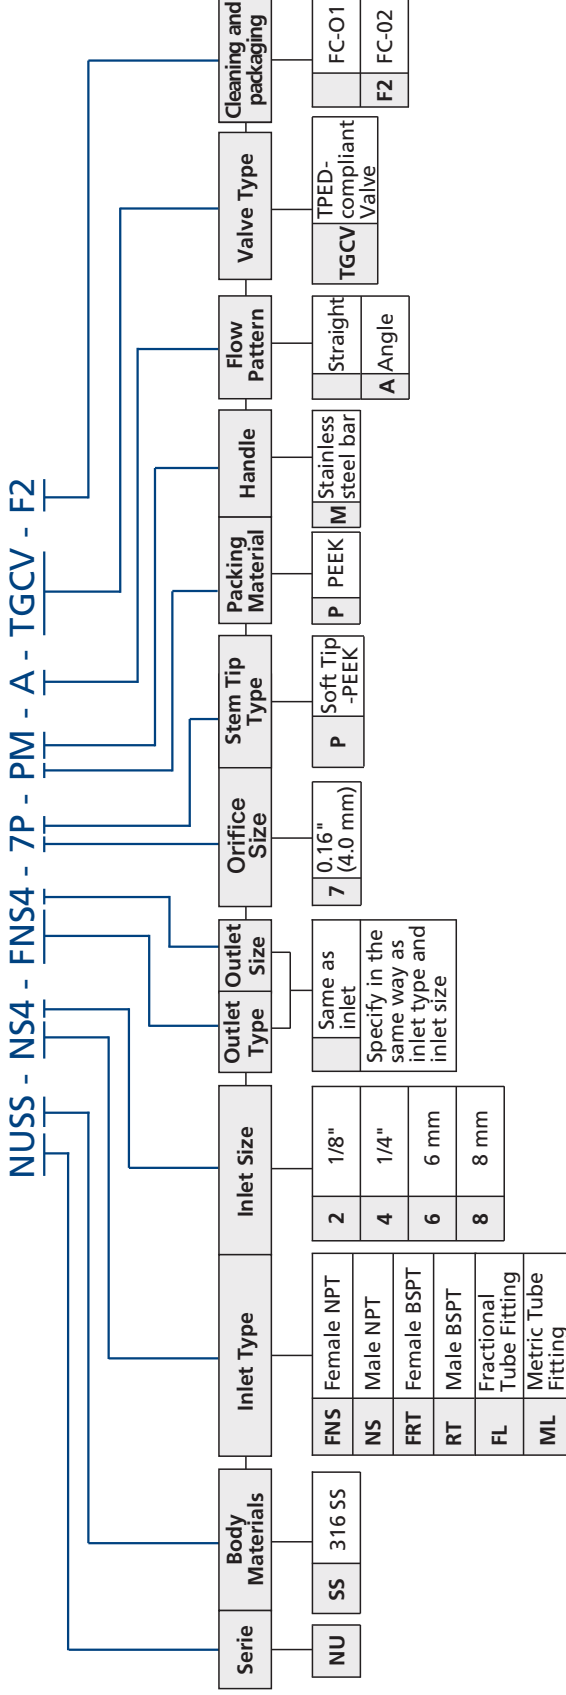 NUSS - NS4 - FNS4 - 7P - PM - A - TGCV - F2
Serie
NU
Body
Materials
SS 316 SS
Inlet Type
FNS Female NPT
NS Male NPT
FRT Female BSPT
RT Male BSPT
FL Fractional
Tube Fitting
ML Metric Tube
Fitting
Inlet Size
2 1/8"
4 1/4"
6 6 mm
8 8 mm
Outlet
Type
Outlet
Size
Same as
inlet
Specify in the
same way as
inlet type and
inlet size
Orifice
Size
7 0.16"
(4.0 mm)
Stem Tip
Type
P Soft Tip
-PEEK
Packing
Material
P PEEK
Handle
M Stainless
steel bar
Flow
Pattern
Straight
A Angle
Valve Type
TGCV TPED-
compliant
Valve
Cleaning and
packaging
FC-O1
F2 FC-02